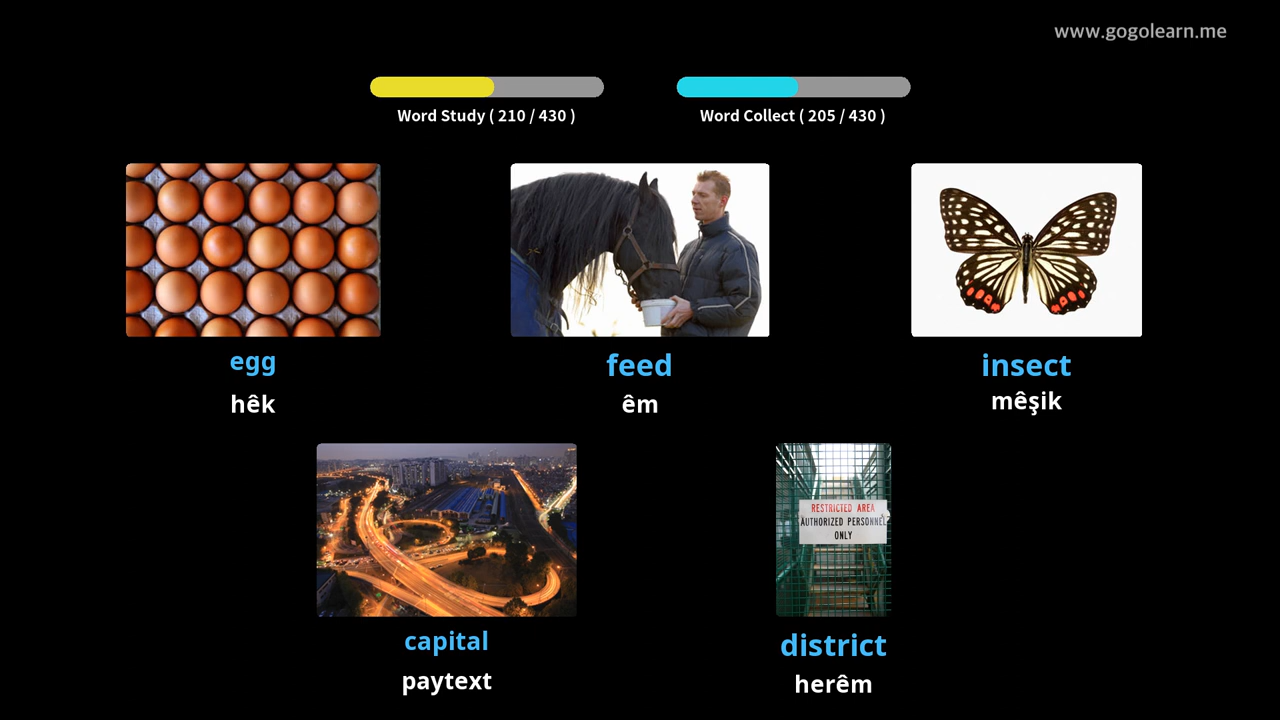 www.gogolearn.me
Word Study ( 210 / 430 )
Word Collect ( 205 / 430 )
egg
hêk
feed
êm
insect
mêşik
RESTRICTED AREA
AUTHORIZED PERSONNEL
ONLY
capital
paytext
district
herêm